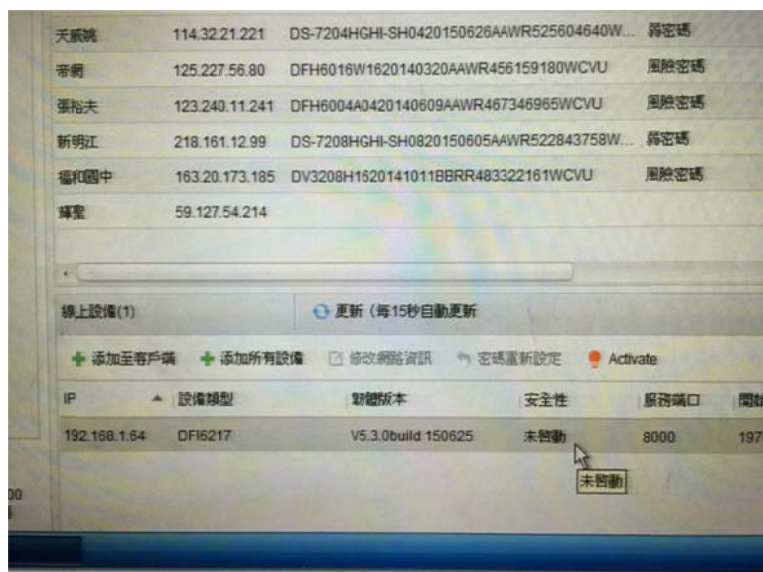 天威姚 114.32.21.221 DS-7204HGHI-SH0420150626AAWR525604640W... 弱密碼
帝網 125.227.56.80 DFH6016W1620140320AAWR456159180WCVU 風險密碼
張裕夫 123.240.11.241 DFH6004A0420140609AAWR467346965WCVU 風險密碼
新明江 218.161.12.99 DS-7208HGHI-SH0820150605AAWR522843758W... 弱密碼
福和國中 163.20.173.185 DV3208H1620141011BBRR483322161WCVU 風險密碼
輝聖 59.127.54.214
線上設備(1) 更新 (每15秒自動更新
添加至客戶端 添加所有設備 修改網路資訊 密碼重新設定 Activate
IP 設備類型 韌體版本 安全性 服務端口 開始
192.168.1.64 DFI6217 V5.3.0build 150625 未啓動 8000 197
未啓動
00